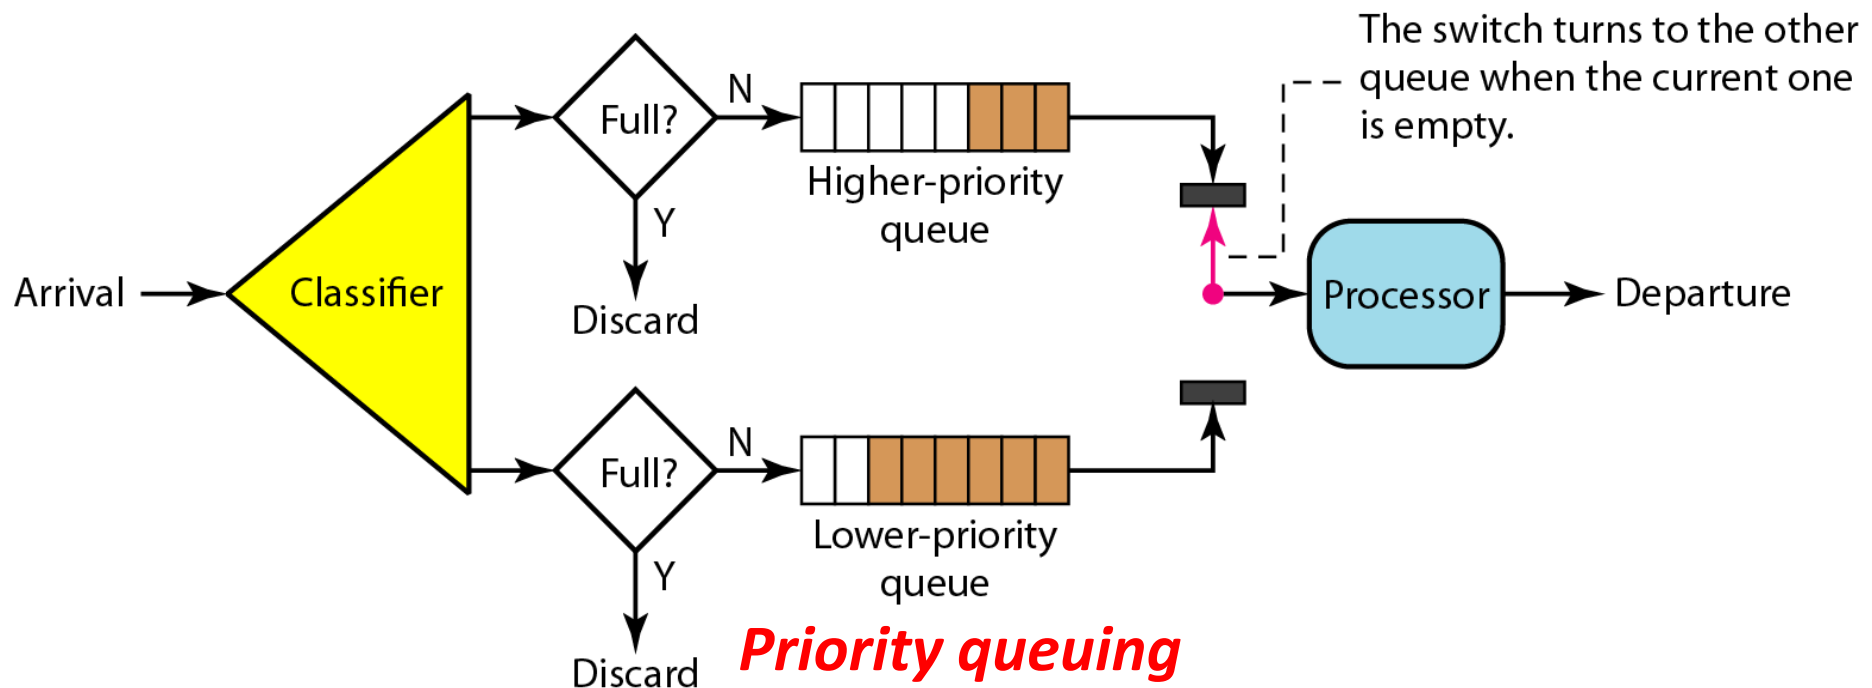 The switch turns to the other
queue when the current one
is empty.
Full?
N
Y
Discard
Higher-priority
queue
Arrival
Classifier
Processor
Departure
Full?
N
Y
Discard
Lower-priority
queue
Priority queuing